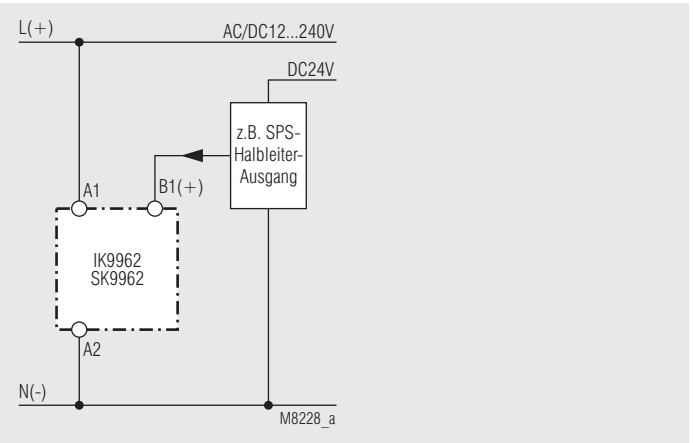 L(+)
AC/DC12...240V
DC24V
z.B. SPS-
Halbleiter-
Ausgang
A1
B1(+)
IK9962
SK9962
A2
N(-)
M8228_a